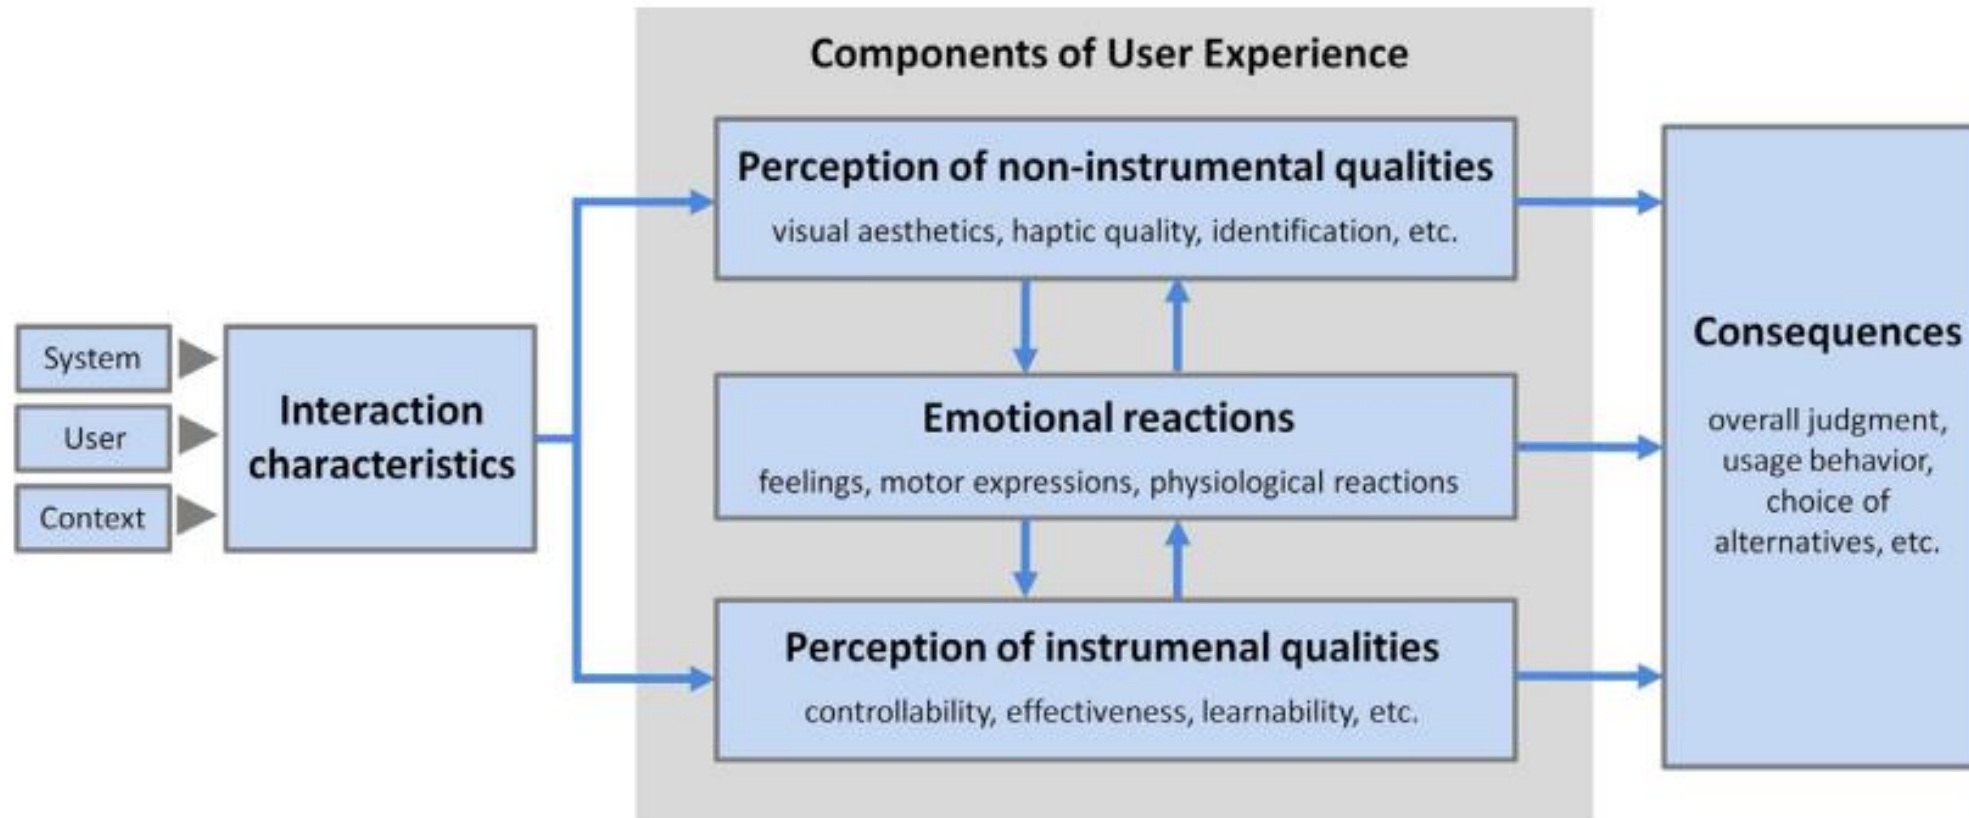 Components of User Experience
System
User
Context
Interaction
characteristics
Perception of non-instrumental qualities
visual aesthetics, haptic quality, identification, etc.
Emotional reactions
feelings, motor expressions, physiological reactions
Perception of instrumenal qualities
controllability, effectiveness, learnability, etc.
Consequences
overall judgment,
usage behavior,
choice of
alternatives, etc.